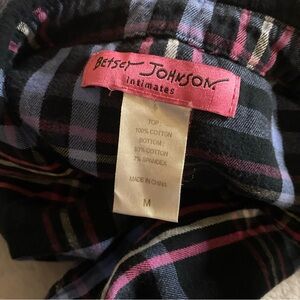 BETSEY JOHNSON
intimates
TOP
100% COTTON
BOTTOM
93% COTTON
7% SPANDEX
MADE IN CHINA
M